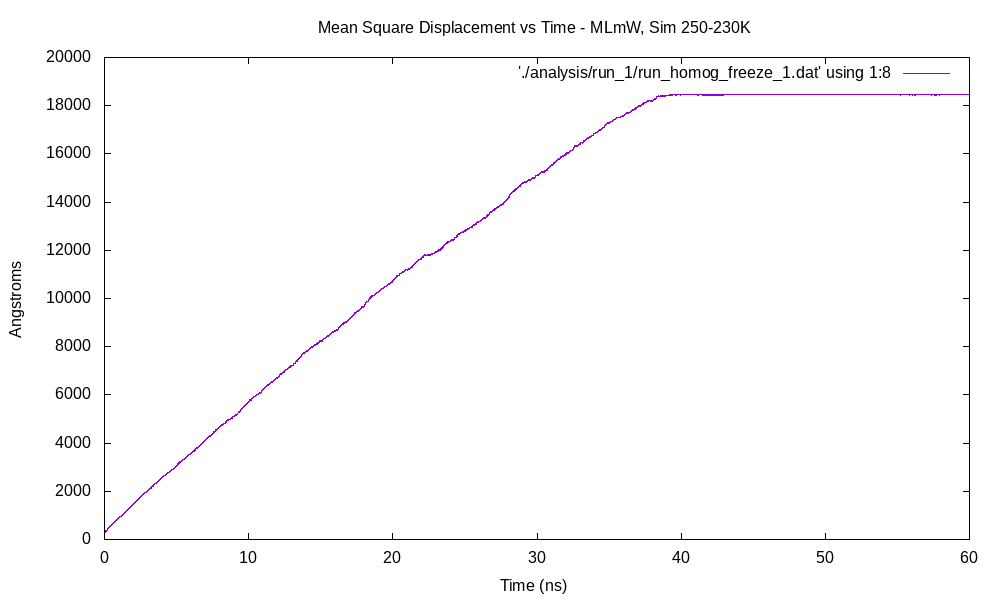 Mean Square Displacement vs Time - MLmW, Sim 250-230K
'./analysis/run_1/run_homog_freeze_1.dat' using 1:8
20000
18000
16000
14000
12000
10000
8000
6000
4000
2000
0
Angstroms
0 10 20 30 40 50 60
Time (ns)